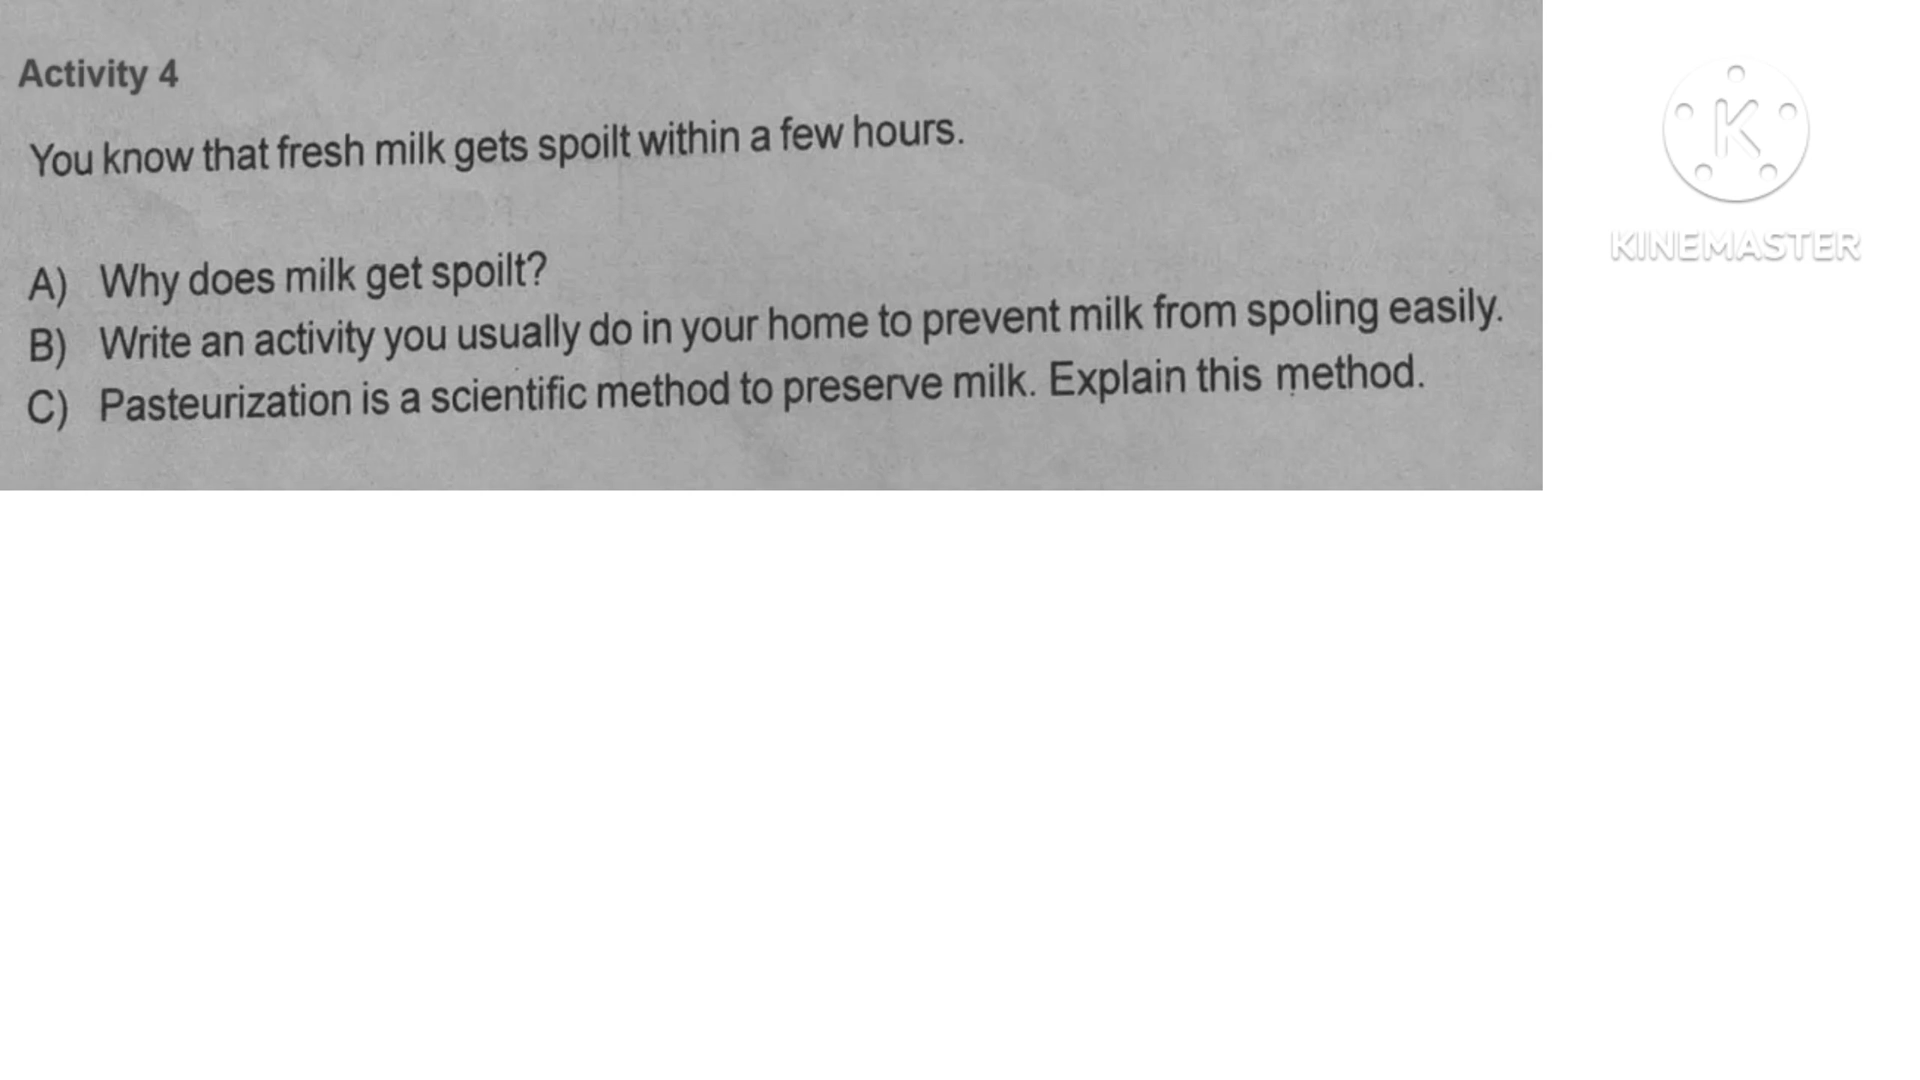 Activity 4
You know that fresh milk gets spoilt within a few hours.
A) Why does milk get spoilt?
B) Write an activity you usually do in your home to prevent milk from spoling easily.
C) Pasteurization is a scientific method to preserve milk. Explain this method.
K
KINEMASTER